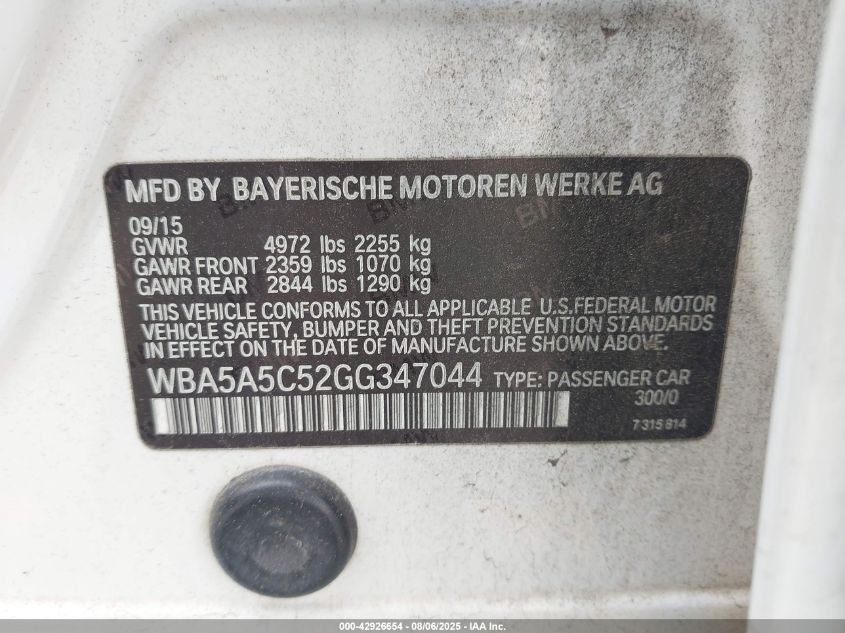 MFD BY BAYERISCHE MOTOREN WERKE AG
09/15
GVWR 4972 lbs 2255 kg
GAWR FRONT 2359 lbs 1070 kg
GAWR REAR 2844 lbs 1290 kg
THIS VEHICLE CONFORMS TO ALL APPLICABLE U.S.FEDERAL MOTOR
VEHICLE SAFETY, BUMPER AND THEFT PREVENTION STANDARDS
IN EFFECT ON THE DATE OF MANUFACTURE SHOWN ABOVE.
WBA5A5C52GG347044 TYPE: PASSENGER CAR
300/0
7 315 814
000-42926654 - 08/06/2025 - IAA Inc.